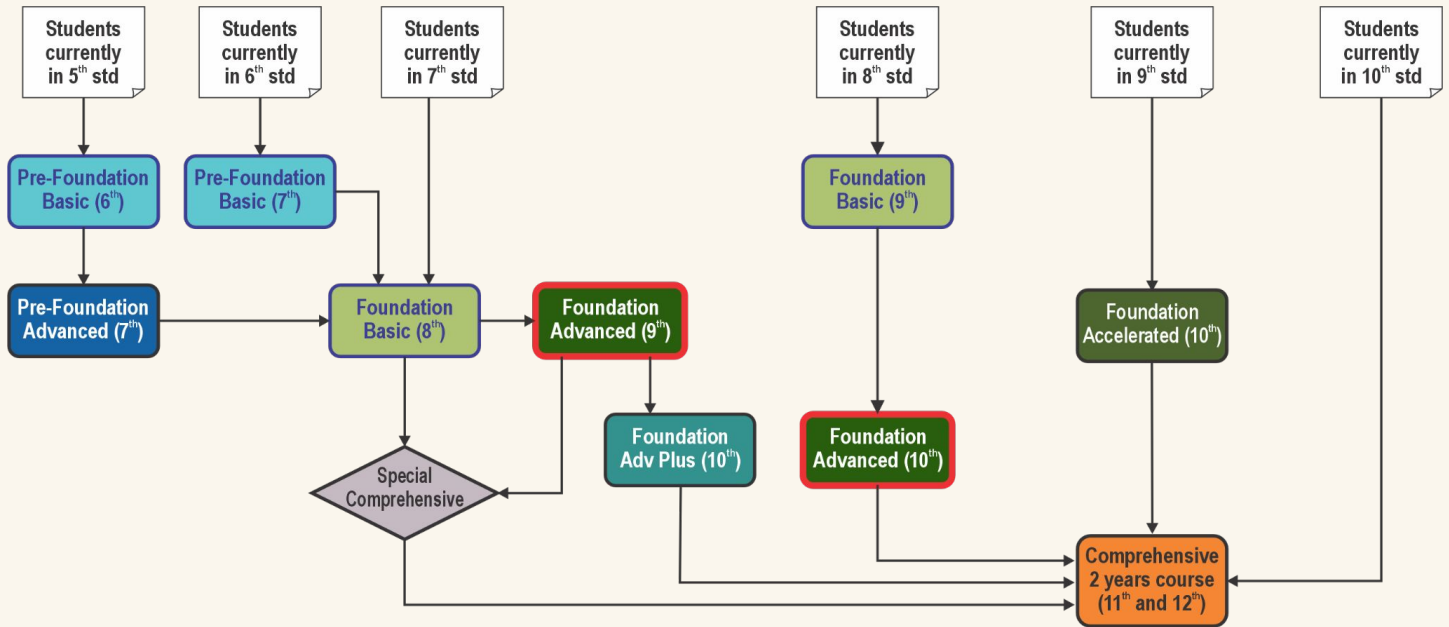 Students
currently
in 5th std
Students
currently
in 6th std
Students
currently
in 7th std
Students
currently
in 8th std
Students
currently
in 9th std
Students
currently
in 10th std
Pre-Foundation
Basic (6th)
Pre-Foundation
Basic (7th)
Foundation
Basic (9th)
Pre-Foundation
Advanced (7th)
Foundation
Basic (8th)
Foundation
Advanced (9th)
Foundation
Accelerated (10th)
Foundation
Adv Plus (10th)
Foundation
Advanced (10th)
Special
Comprehensive
Comprehensive
2 years course
(11th and 12th)